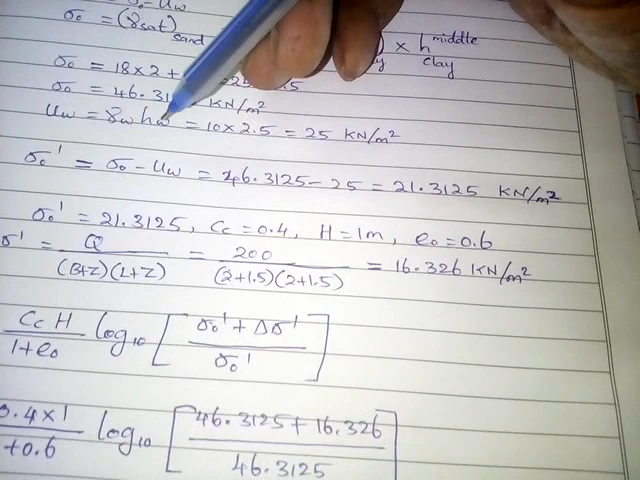 - uw
σ₀ = (γsat)sand ) × h middle clay
σ₀ = 18×2 +
σ₀ = 46.31 KN/m²
uw = γw hw = 10×2.5 = 25 KN/m²
σ₀' = σ₀ - uw = 46.3125 - 25 = 21.3125 KN/m²
σ₀' = 21.3125, Cc = 0.4, H = 1m, e₀ = 0.6
σ' = Q / (B+Z)(L+Z) = 200 / (2+1.5)(2+1.5) = 16.326 KN/m²
Cc H / 1+e₀ log₁₀ [ σ₀' + Δσ' / σ₀' ]
0.4×1 / +0.6 log₁₀ [ 46.3125 + 16.326 / 46.3125 ]